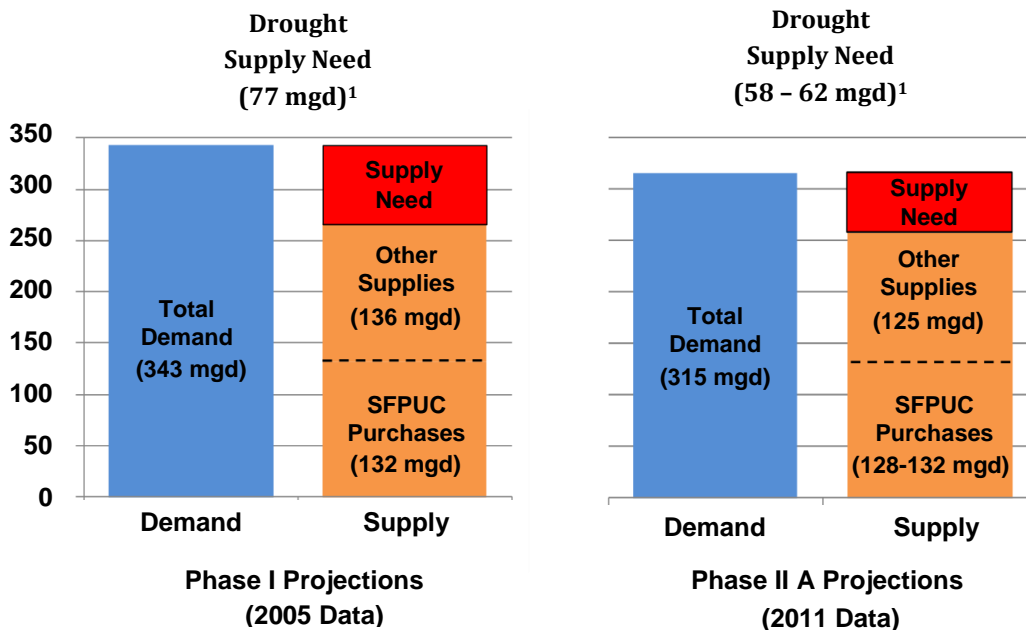 Drought
Supply Need
(77 mgd)¹
350
300
250
200
150
100
50
0
Total
Demand
(343 mgd)
Supply
Need
Other
Supplies
(136 mgd)
SFPUC
Purchases
(132 mgd)
Demand
Supply
Phase I Projections
(2005 Data)
Drought
Supply Need
(58 – 62 mgd)¹
Total
Demand
(315 mgd)
Supply
Need
Other
Supplies
(125 mgd)
SFPUC
Purchases
(128-132 mgd)
Demand
Supply
Phase II A Projections
(2011 Data)